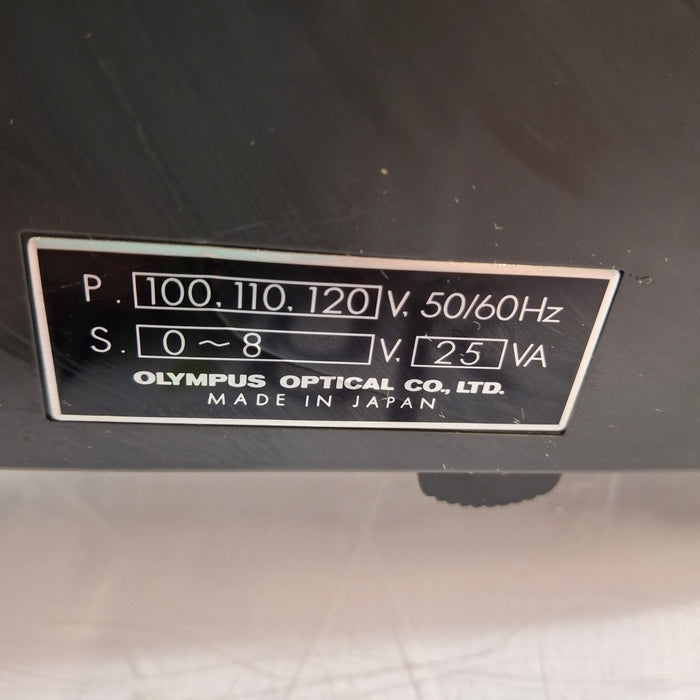 P. 100, 110, 120 V, 50/60Hz
S. 0~8 V, 25 VA
OLYMPUS OPTICAL CO., LTD.
MADE IN JAPAN